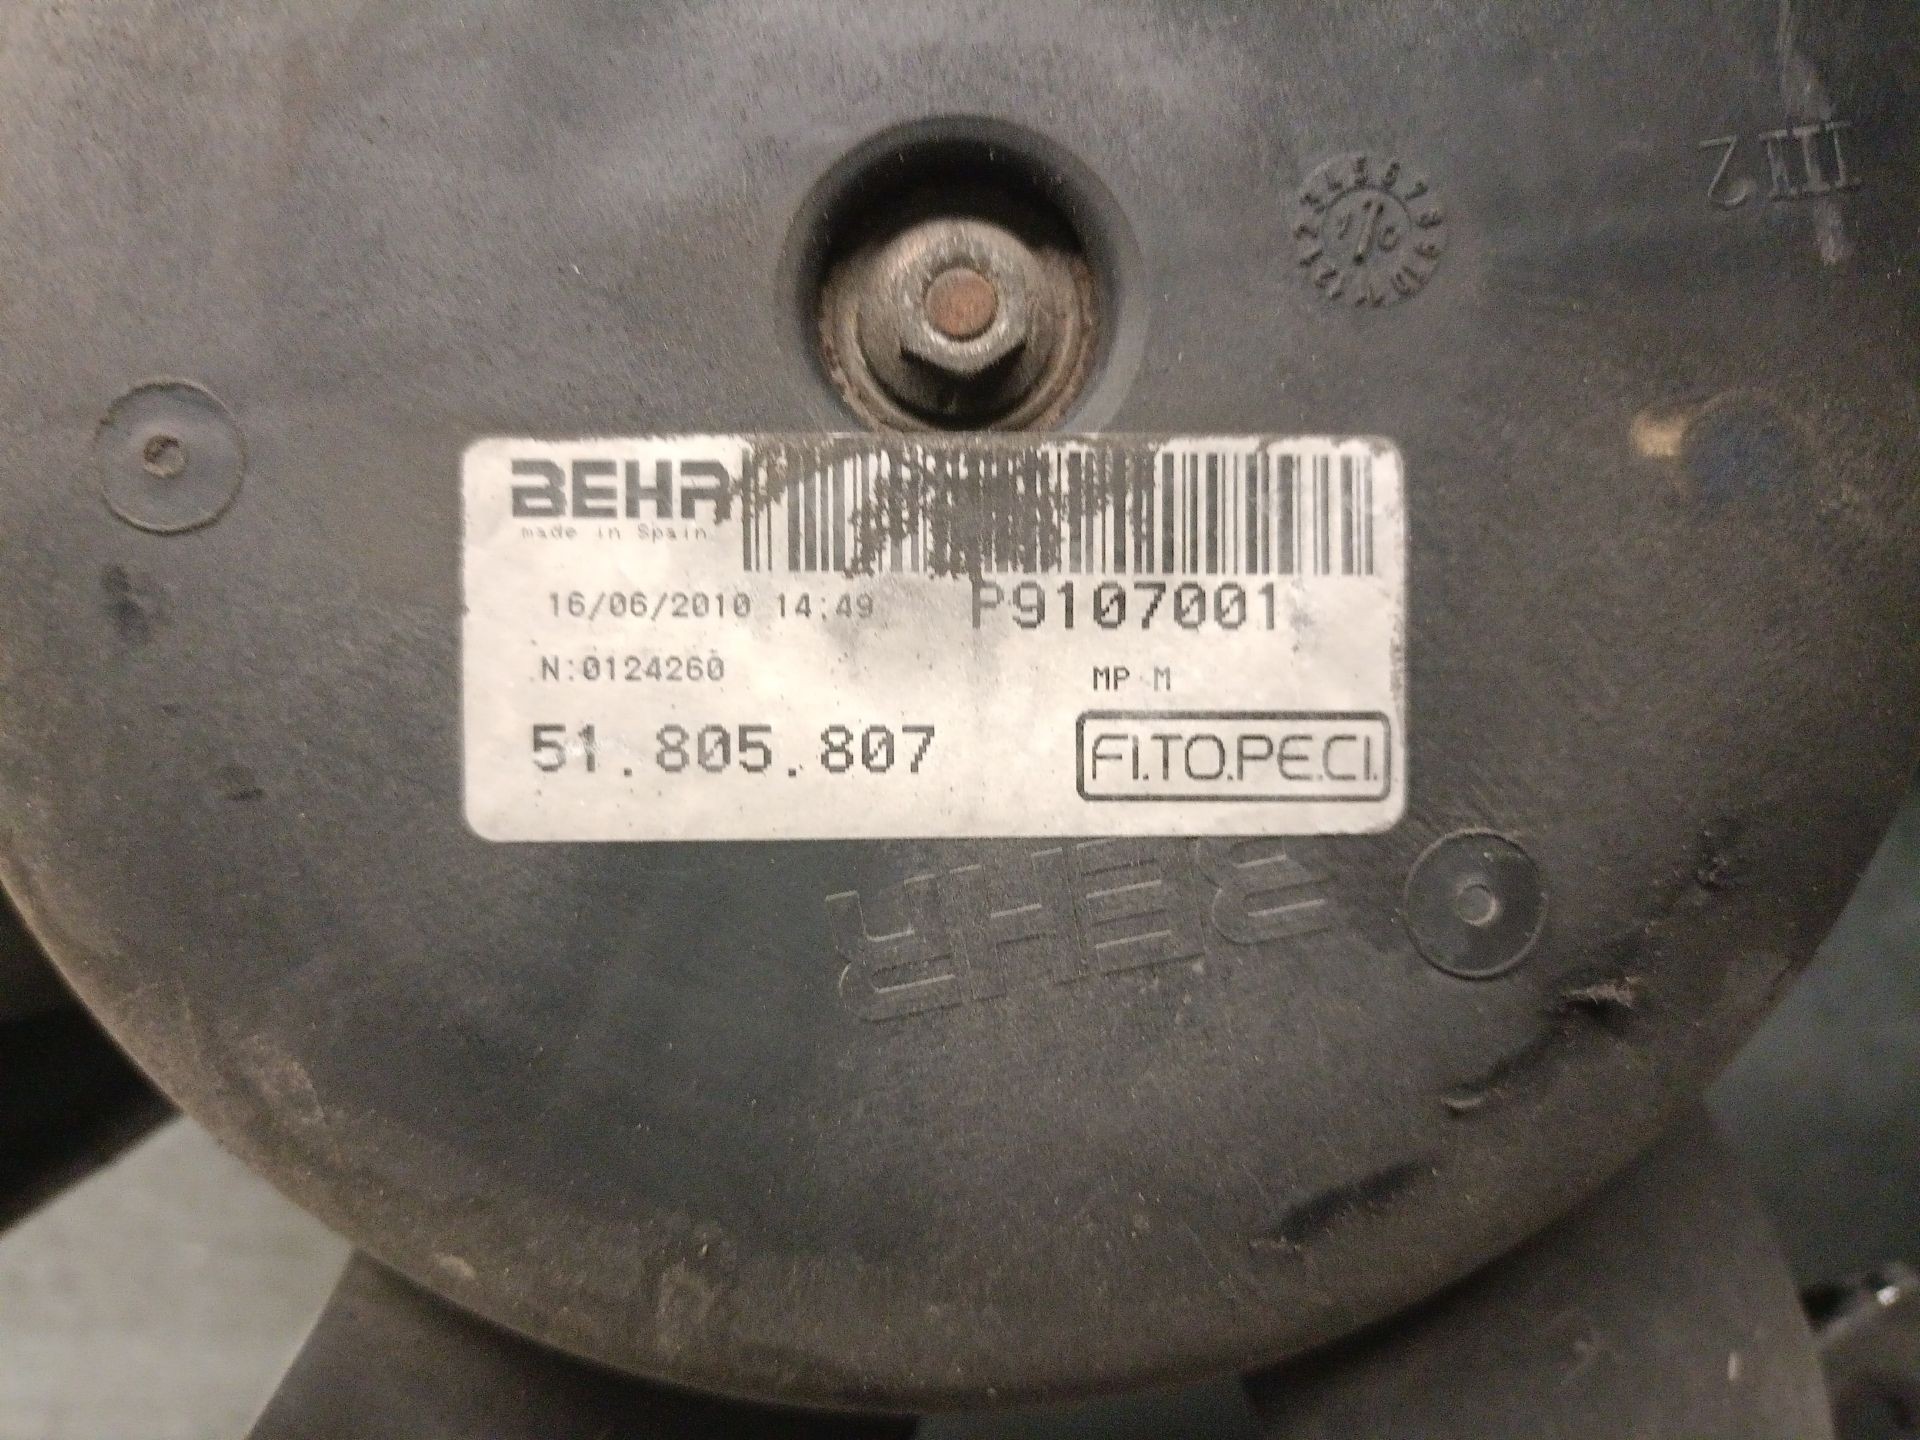 BEHR
made in Spain
16/06/2010 14:49
P9107001
N:0124260
MP M
51.805.807
FI.TO.PE.CI.
BEHR